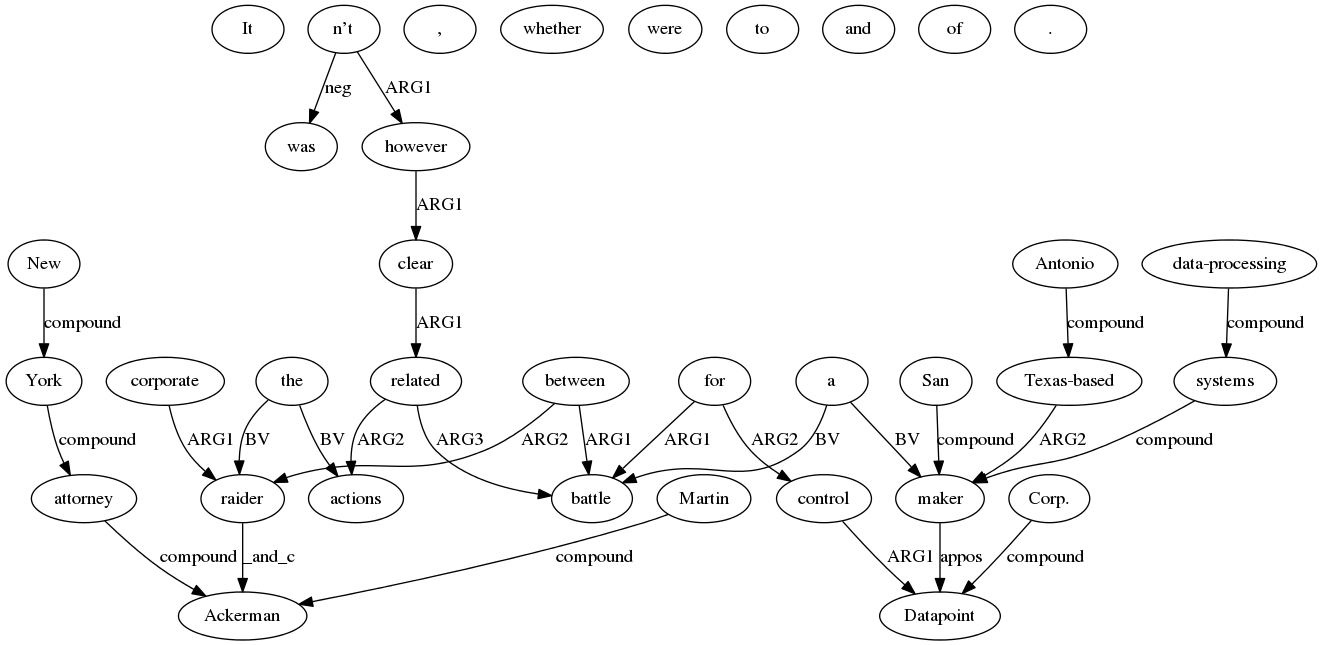 It n't , whether were to and of .
neg ARG1
was however
ARG1
New clear Antonio data-processing
compound ARG1 compound compound
York corporate the related between for a San Texas-based systems
compound ARG1 BV BV ARG2 ARG3 ARG2 ARG1 ARG1 ARG2 BV BV compound ARG2 compound
attorney raider actions battle Martin control maker Corp.
compound _and_c compound ARG1 appos compound
Ackerman Datapoint